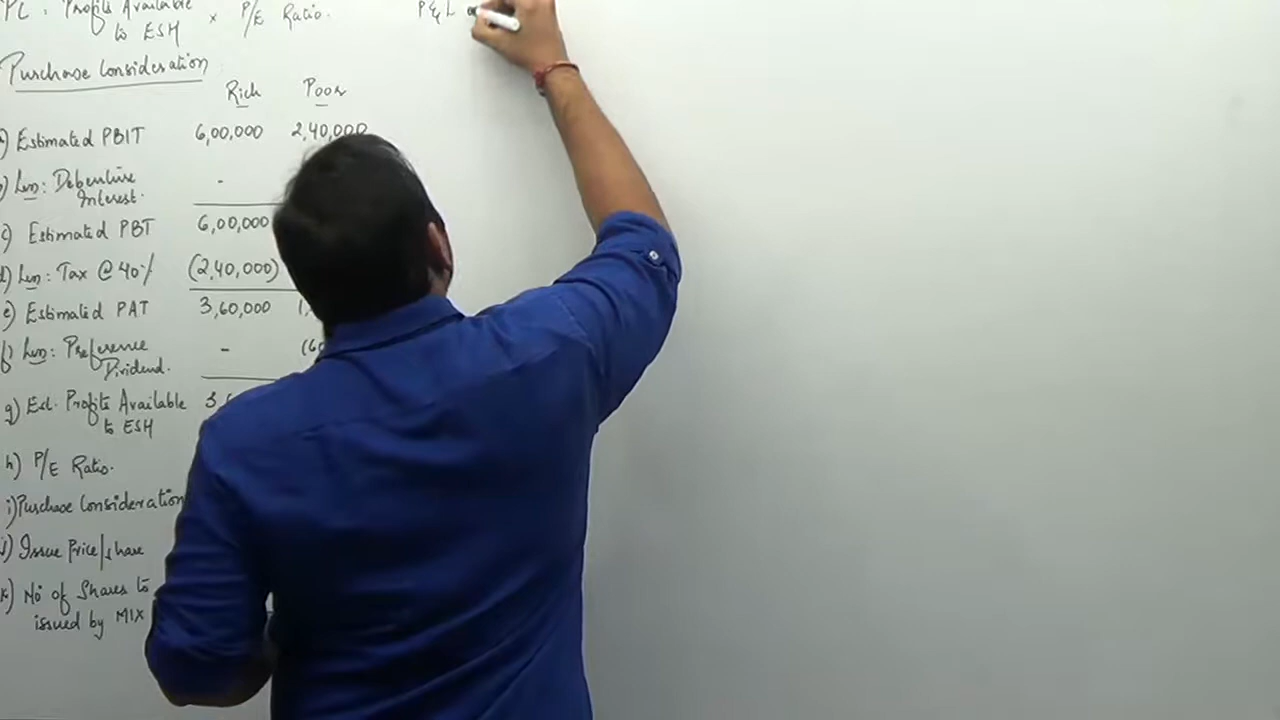 PC = Profits Available to ESH × P/E Ratio.
P & L
Purchase Consideration
Rich Poor
Estimated PBIT 6,00,000 2,40,000
b) Less: Debenture Interest. -
c) Estimated PBT 6,00,000
d) Less: Tax @ 40% (2,40,000)
e) Estimated PAT 3,60,000
f) Less: Preference Dividend. -
g) Est. Profits Available to ESH
h) P/E Ratio.
i) Purchase Consideration
j) Issue Price/share
k) No of Shares to issued by MIX